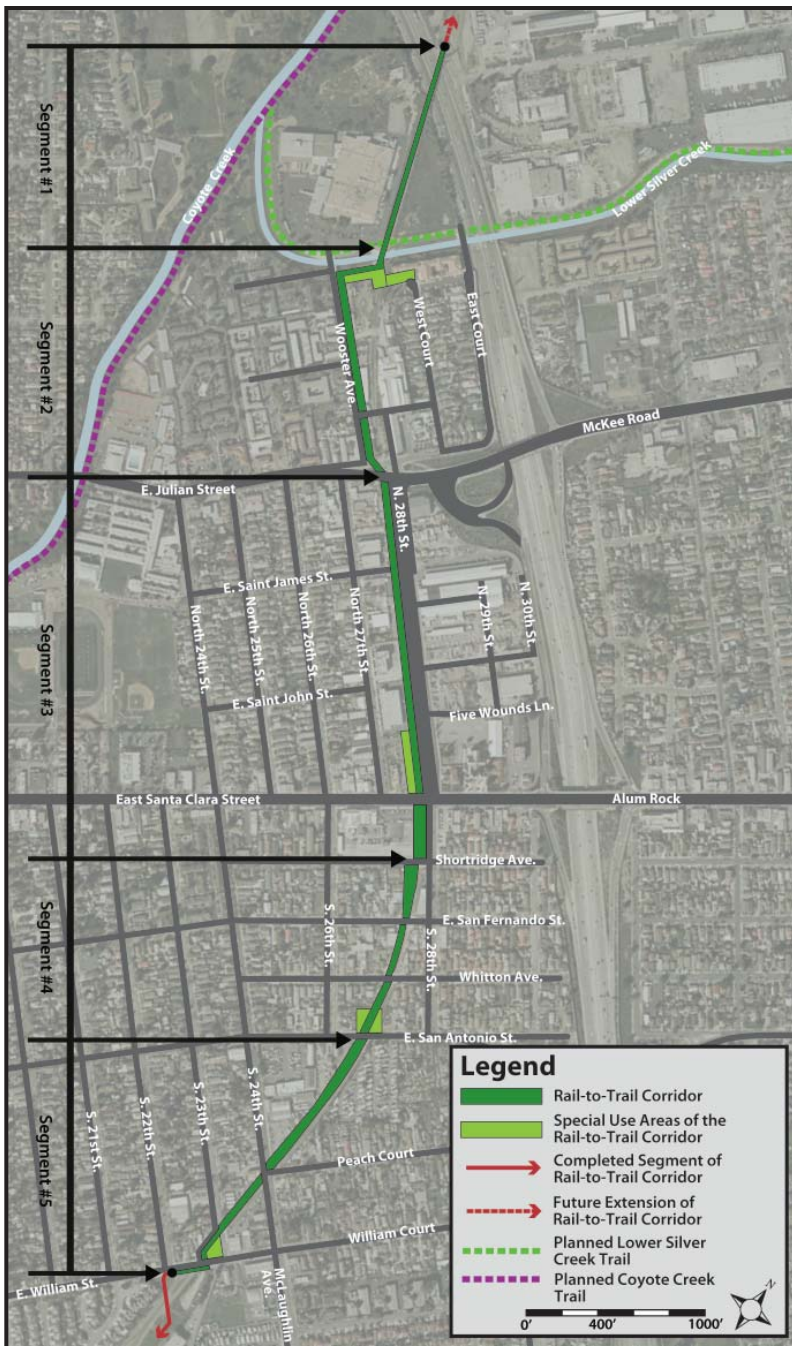 Segment #1
Coyote Creek
Lower Silver Creek
Segment #2
Wooster Ave.
West Court
East Court
McKee Road
E. Julian Street
N. 28th St.
Segment #3
E. Saint James St.
North 24th St.
North 25th St.
North 26th St.
North 27th St.
N. 29th St.
N. 30th St.
E. Saint John St.
Five Wounds Ln.
East Santa Clara Street
Alum Rock
Shortridge Ave.
Segment #4
S. 26th St.
S. 28th St.
E. San Fernando St.
Whitton Ave.
E. San Antonio St.
Segment #5
S. 21st St.
S. 22th St.
S. 23th St.
S. 24th St.
Peach Court
William Court
E. William St.
McLaughlin
Ave.
Legend
Rail-to-Trail Corridor
Special Use Areas of the
Rail-to-Trail Corridor
Completed Segment of
Rail-to-Trail Corridor
Future Extension of
Rail-to-Trail Corridor
Planned Lower Silver
Creek Trail
Planned Coyote Creek
Trail
0' 400' 1000'
N